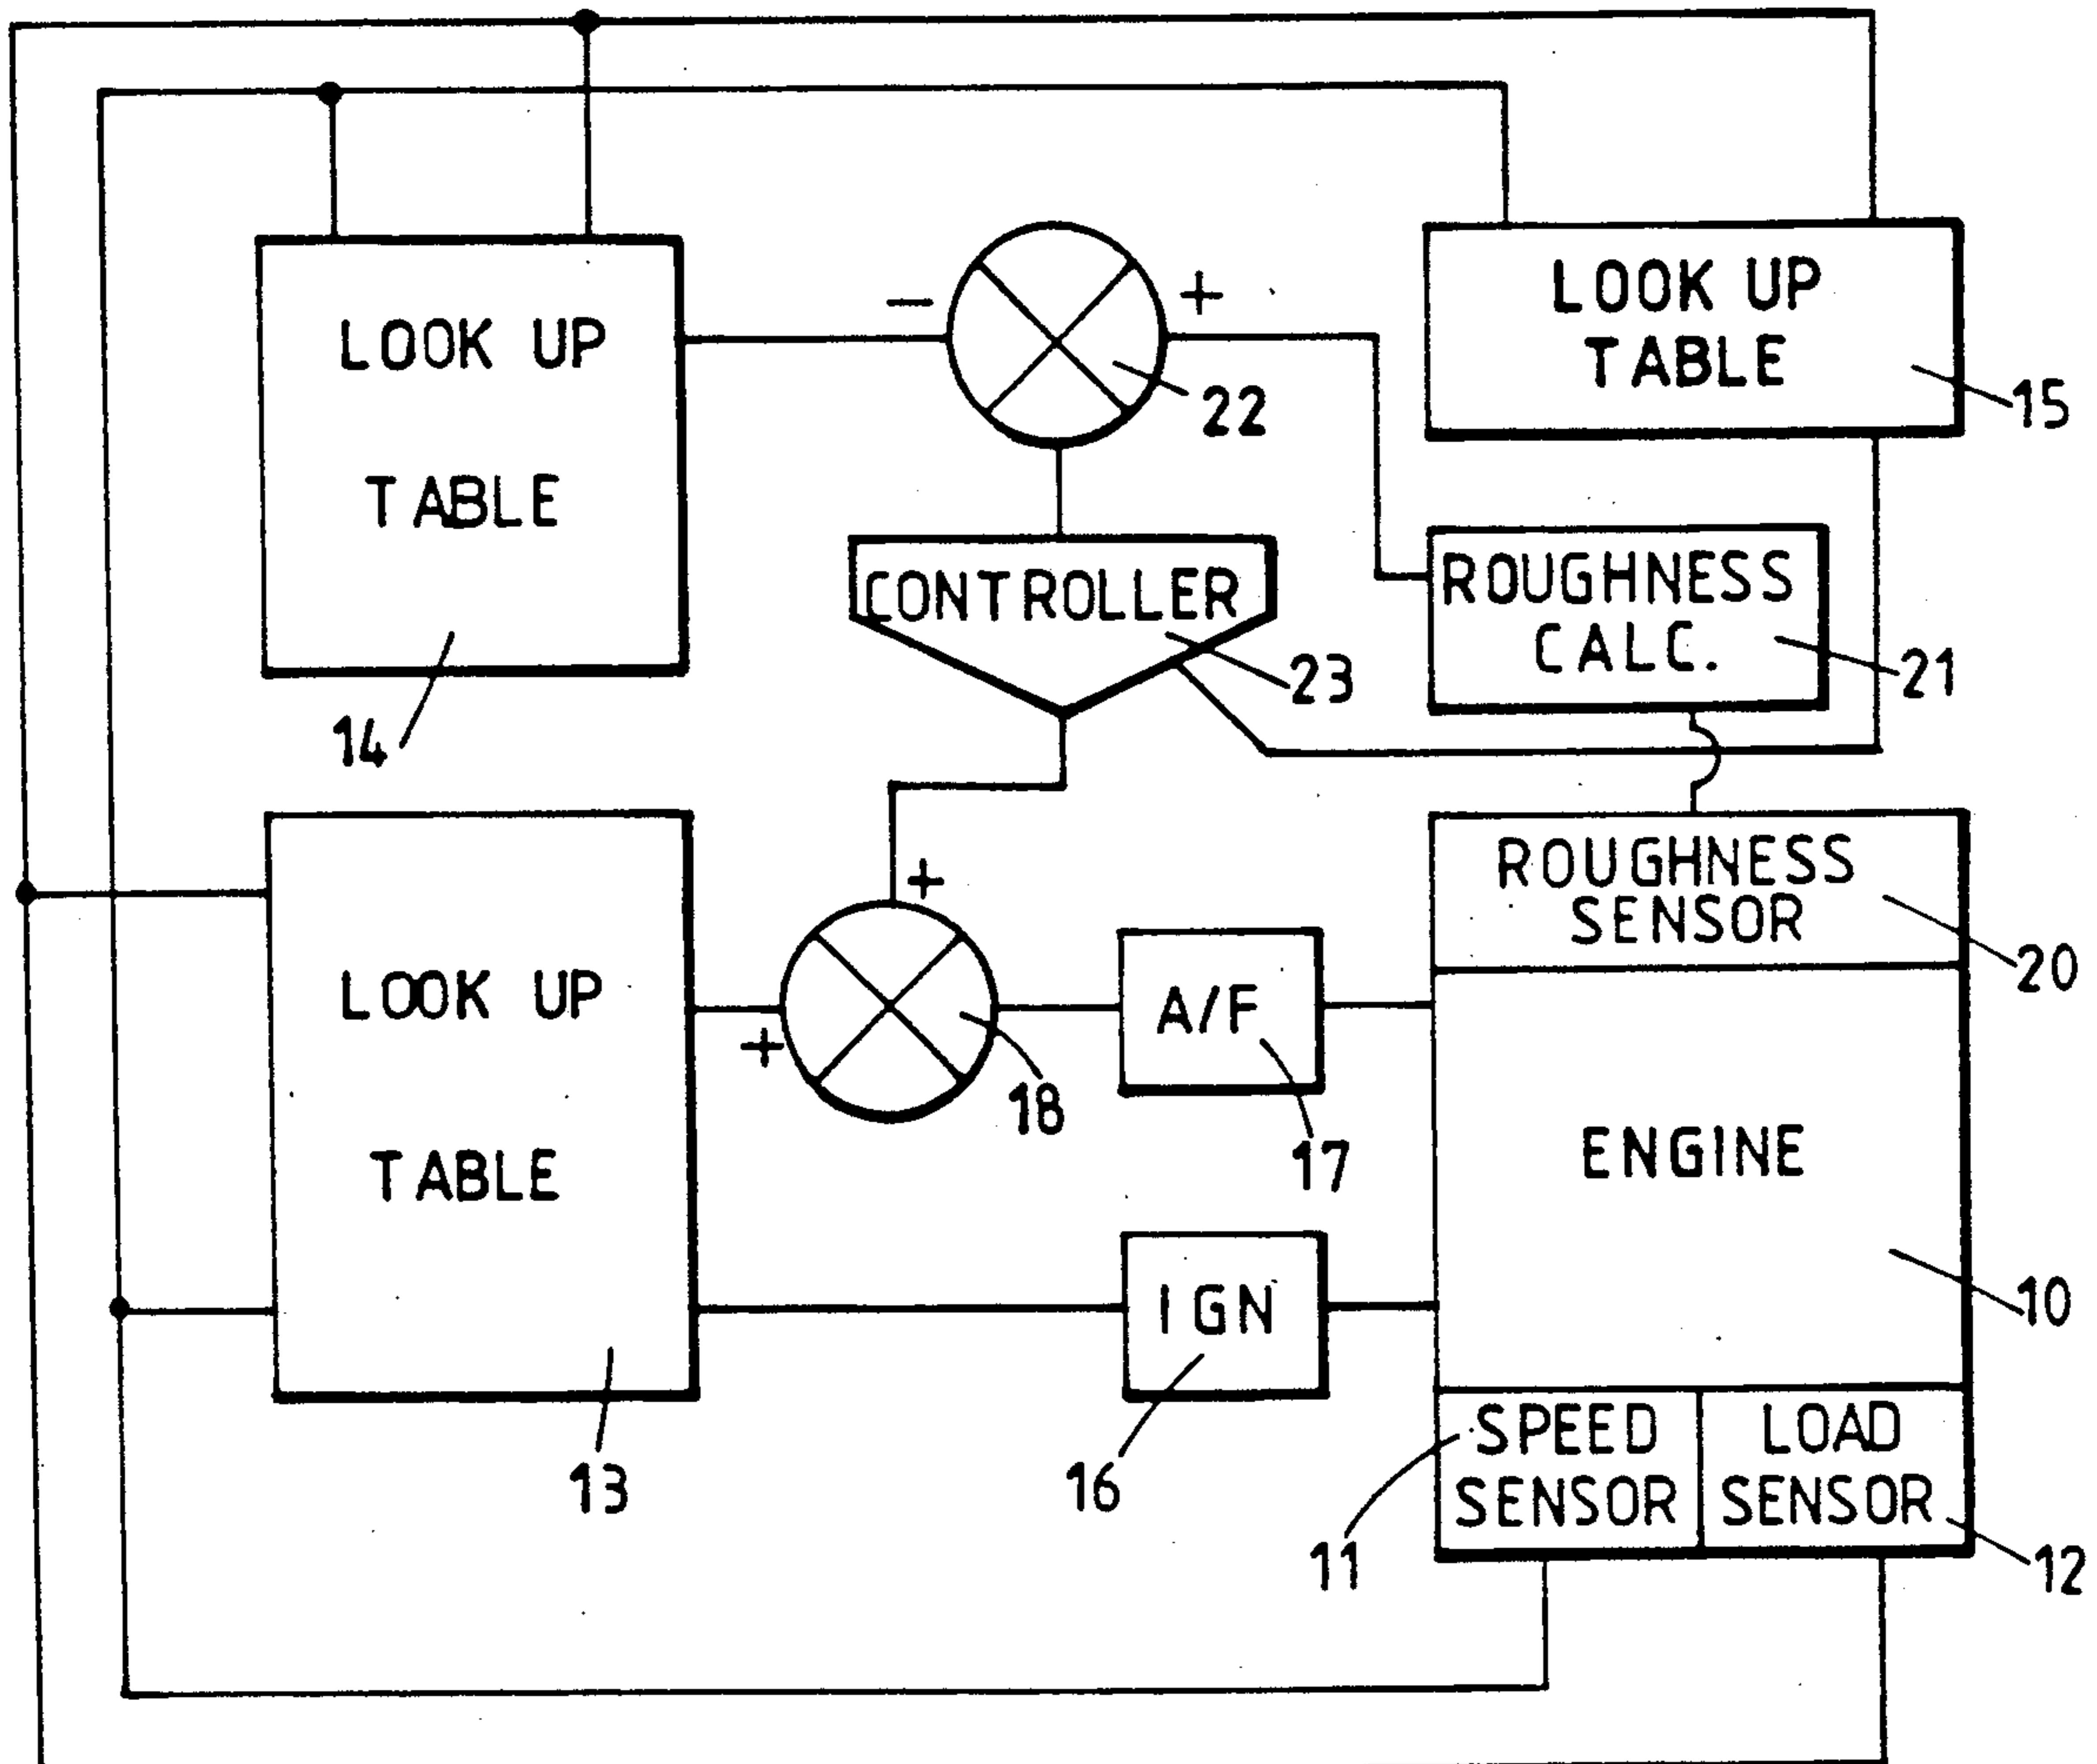 LOOK UP
TABLE
14
−
+
22
LOOK UP
TABLE
15
CONTROLLER
23
ROUGHNESS
CALC.
21
LOOK UP
TABLE
13
+
+
18
A/F
17
IGN
16
ROUGHNESS
SENSOR
20
ENGINE
10
SPEED
SENSOR
11
LOAD
SENSOR
12